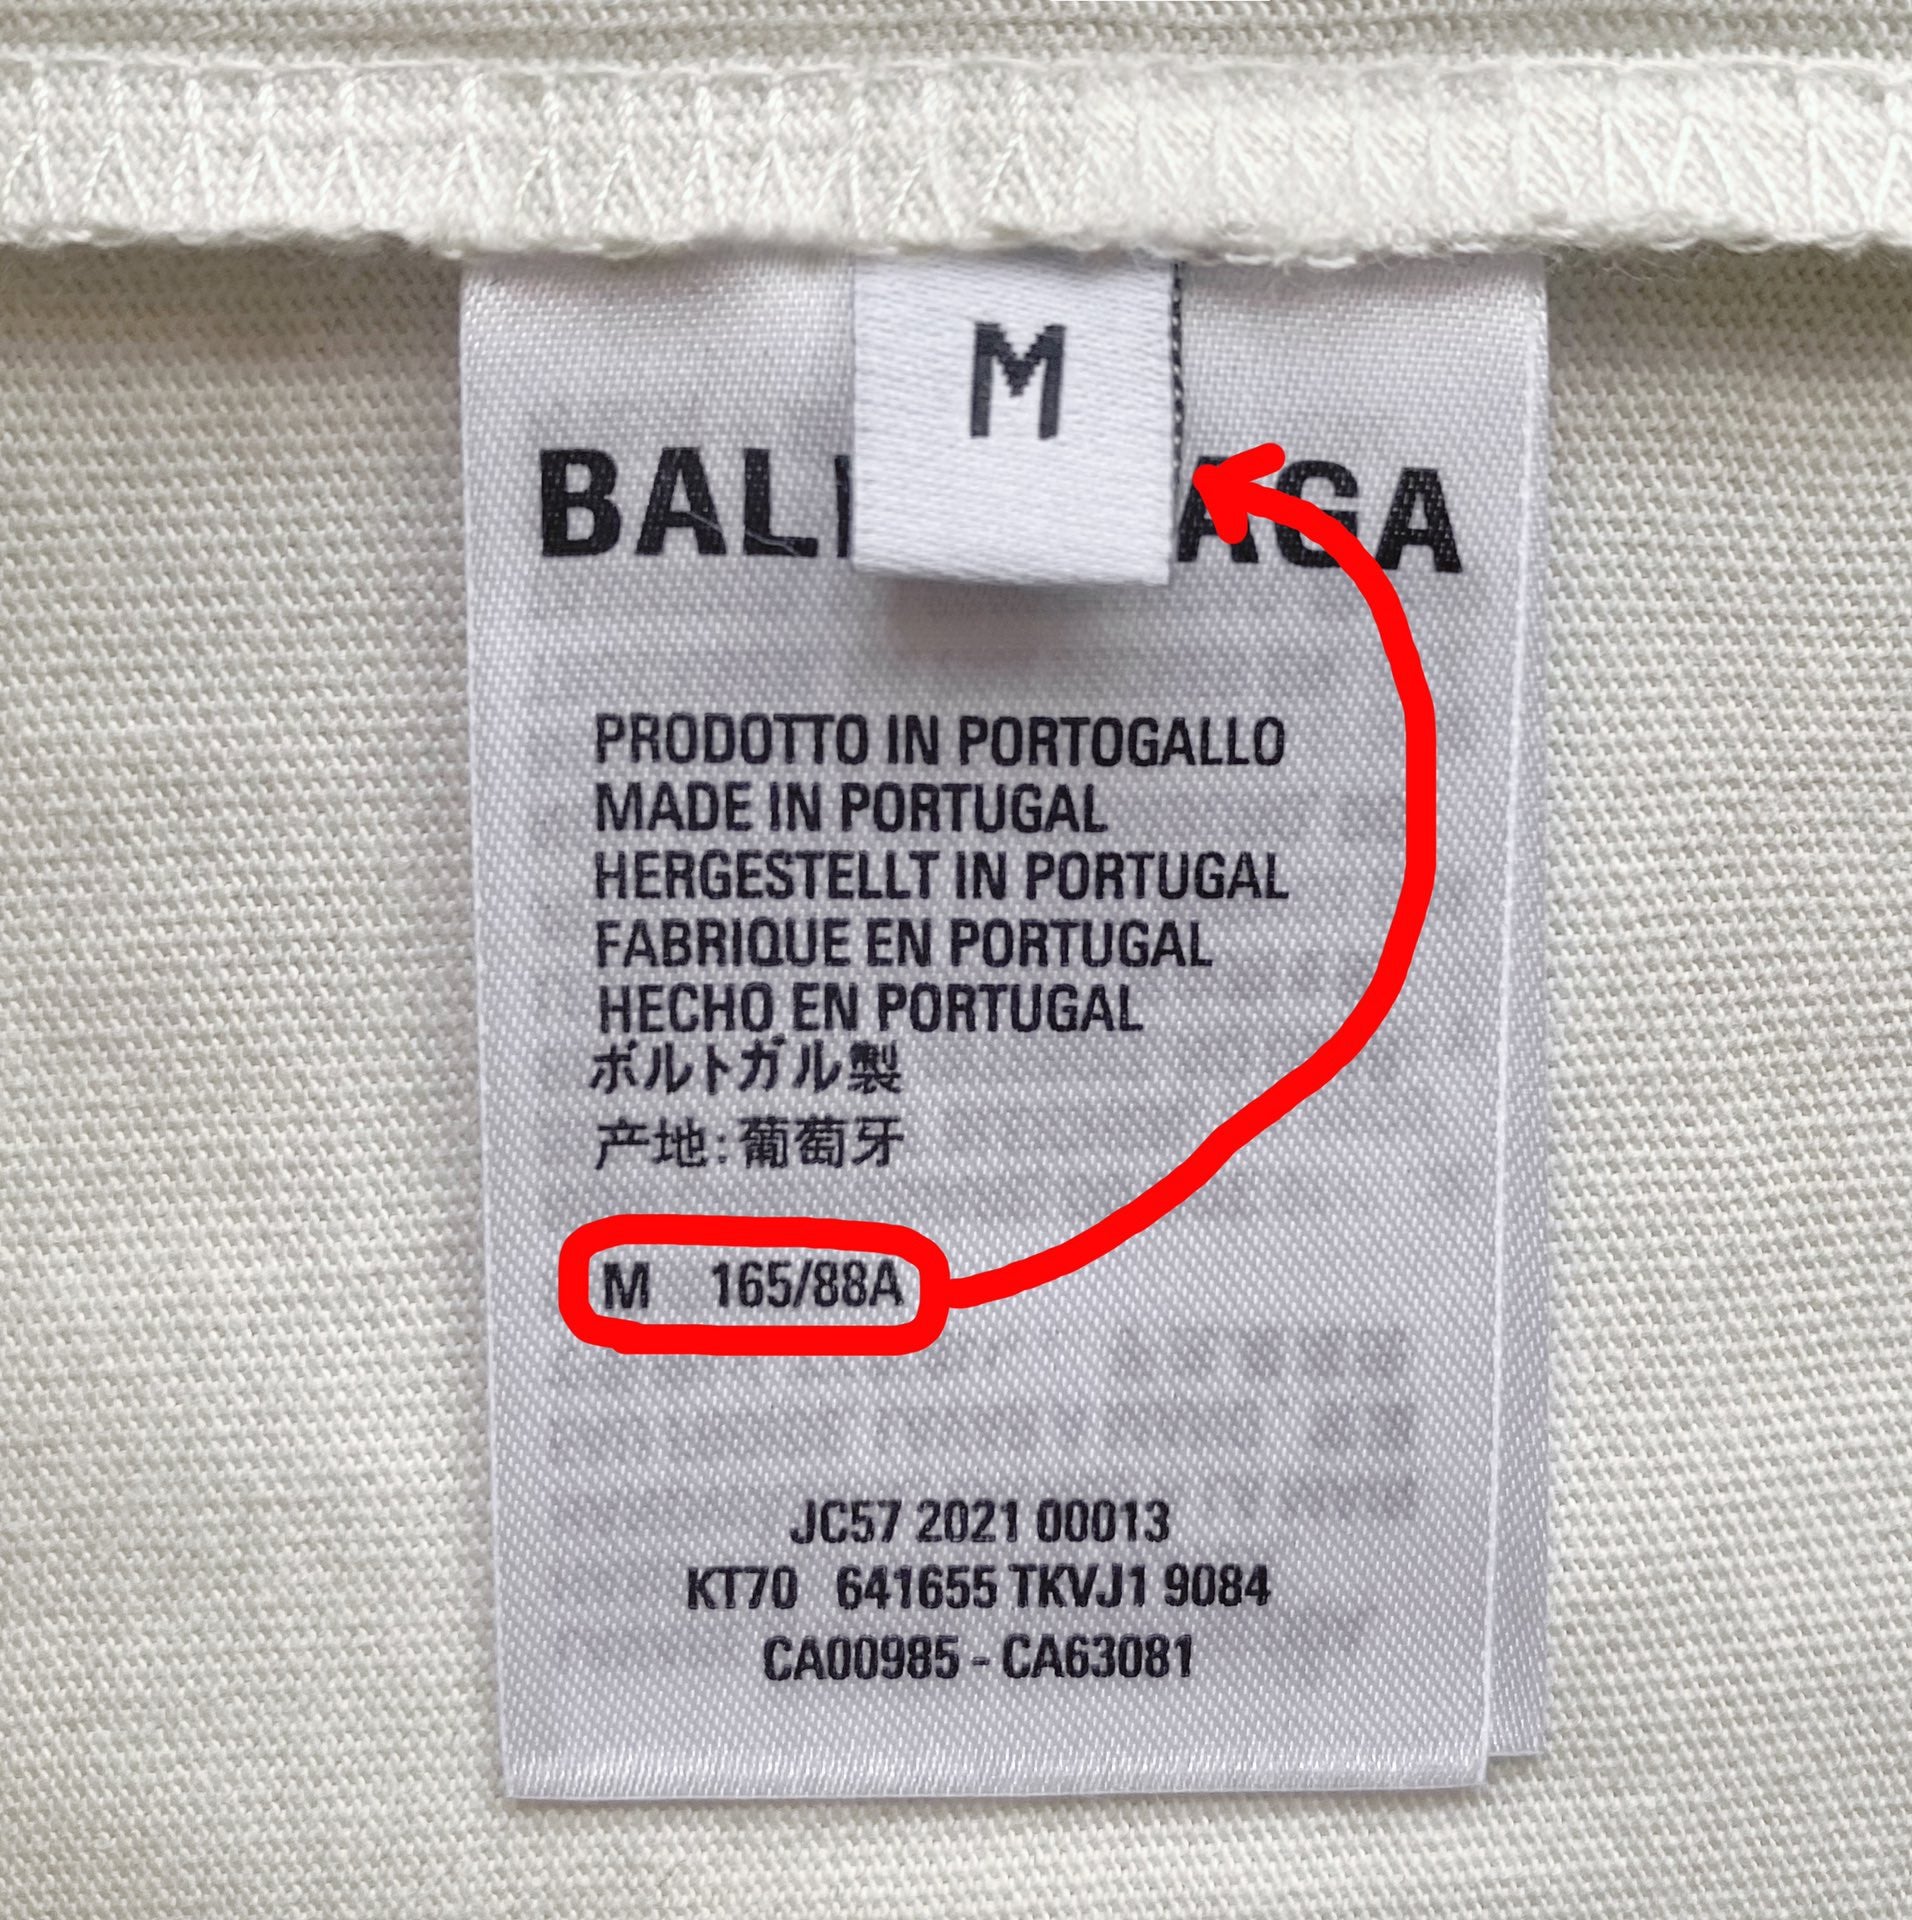 M
BAL AGA
PRODOTTO IN PORTOGALLO
MADE IN PORTUGAL
HERGESTELLT IN PORTUGAL
FABRIQUE EN PORTUGAL
HECHO EN PORTUGAL
ボルトガル製
产地:葡萄牙
M 165/88A
JC57 2021 00013
KT70 641655 TKVJ1 9084
CA00985 - CA63081